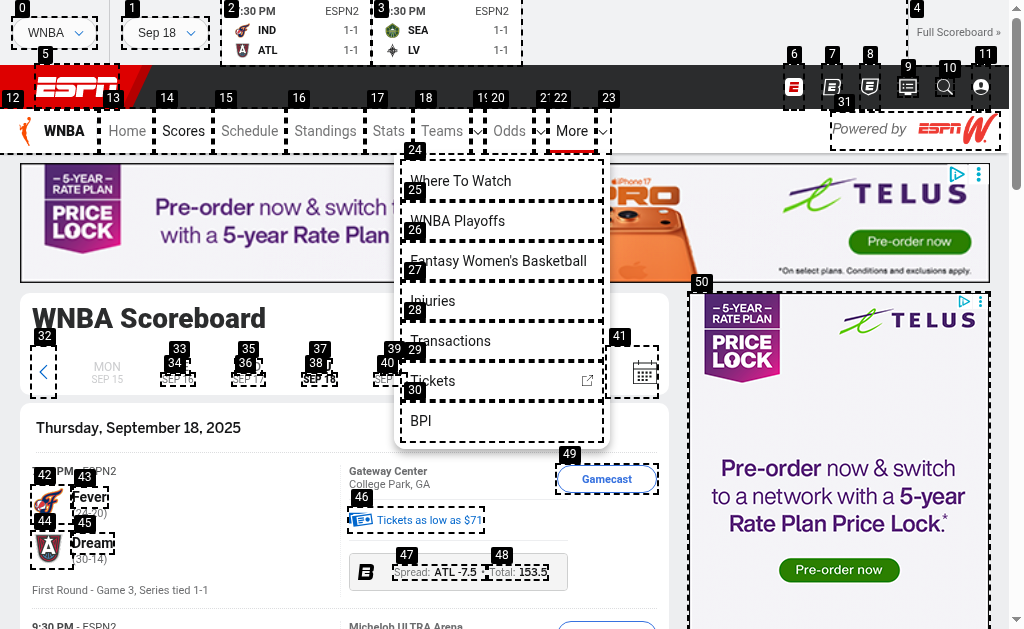 0
1
2
3
4
WNBA
Sep 18
:30 PM ESPN2
IND 1-1
ATL 1-1
ESPN2
SEA 1-1
LV 1-1
Full Scoreboard »
5
6
7
8
9
10
11
ESPN
12
13
14
15
16
17
18
20
22
23
31
WNBA
Home
Scores
Schedule
Standings
Stats
Teams
Odds
More
Powered by ESPN W
24
Where To Watch
25
WNBA Playoffs
26
Fantasy Women's Basketball
27
Injuries
28
Transactions
29
Tickets
30
BPI
5-YEAR
RATE PLAN
PRICE
LOCK
Pre-order now & switch
with a 5-year Rate Plan
iPhone 17
PRO
TELUS
Pre-order now
*On select plans. Conditions and exclusions apply.
WNBA Scoreboard
32
33
34
35
36
37
38
39
40
41
MON
SEP 15
SEP 16
SEP 17
SEP 18
SEP
Thursday, September 18, 2025
PM - ESPN2
42
43
Fever
44
45
Dream
(30-14)
First Round - Game 3, Series tied 1-1
Gateway Center
College Park, GA
46
Tickets as low as $71
47
48
Spread: ATL -7.5
Total: 153.5
49
Gamecast
9:30 PM - ESPN2
Michelob ULTRA Arena
50
5-YEAR
RATE PLAN
PRICE
LOCK
TELUS
Pre-order now & switch
to a network with a 5-year
Rate Plan Price Lock.*
Pre-order now